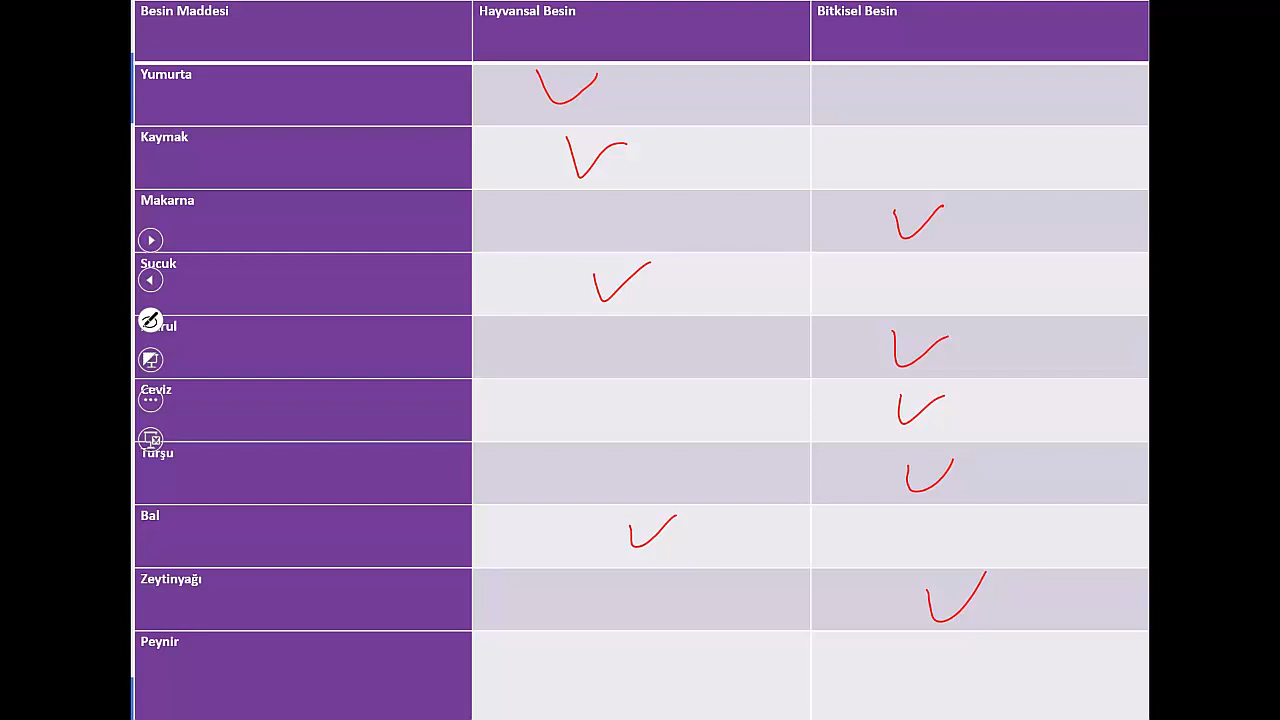 Besin Maddesi Hayvansal Besin Bitkisel Besin
Yumurta
Kaymak
Makarna
Sucuk
Ceviz
Turşu
Bal
Zeytinyağı
Peynir